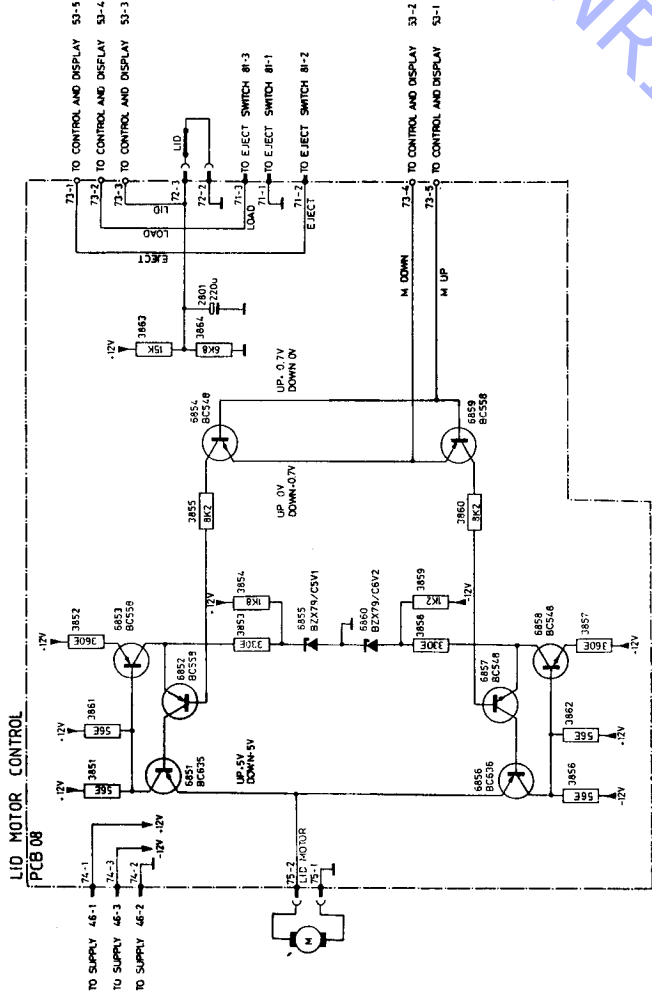 LID MOTOR CONTROL
PCB 08
TO SUPPLY 46-1
TO SUPPLY 46-3
TO SUPPLY 46-2
74-1
74-3
74-2
+12V
-12V
3851
56E
3861
56E
3852
360E
6853
BC558
6851
BC635
6852
BC558
UP+5V
DOWN-5V
75-2
LID MOTOR
75-1
M
3853
330E
3854
1K8
6855
BZX79/C5V1
6860
BZX79/C6V2
3859
1K2
-12V
3858
330E
6857
BC548
6856
BC636
6858
BC548
3857
360E
-12V
3862
56E
-12V
3856
56E
-12V
3855
8K2
3860
8K2
6854
BC548
6859
BC558
UP+0.7V
DOWN 0V
UP 0V
DOWN+0.7V
+12V
3863
15K
3864
6K8
2801
220µ
EJECT
LOAD
LID
73-1 TO CONTROL AND DISPLAY 53-5
73-2 TO CONTROL AND DISPLAY 53-4
73-3 TO CONTROL AND DISPLAY 53-3
72-3
LID
72-2
71-3 TO EJECT SWITCH 81-3
LOAD
71-1 TO EJECT SWITCH 81-1
71-2 TO EJECT SWITCH 81-2
EJECT
M DOWN
73-4 TO CONTROL AND DISPLAY 53-2
M UP
73-5 TO CONTROL AND DISPLAY 53-1